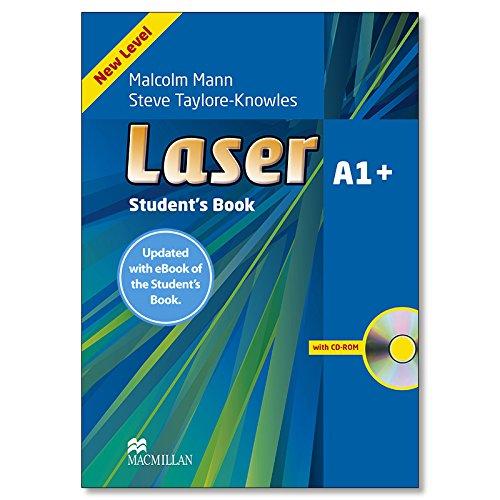 New Level
Malcolm Mann
Steve Taylore-Knowles
Laser A1+
Student's Book
Updated
with eBook of
the Student's
Book.
with CD-ROM
MACMILLAN